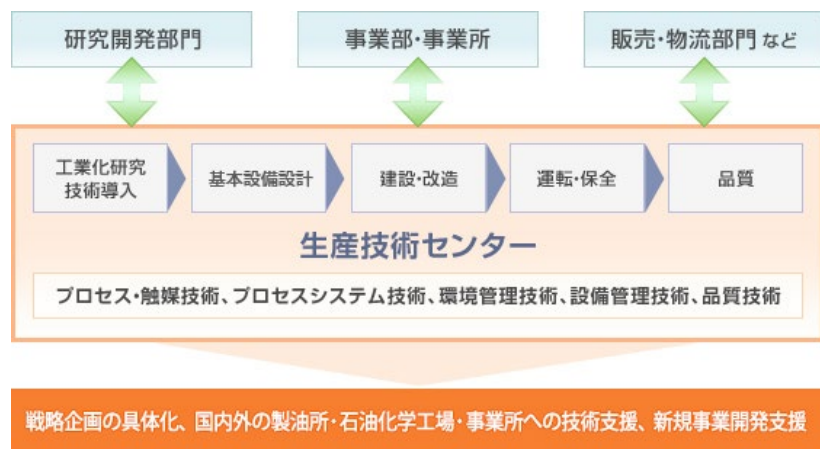 研究開発部門
事業部・事業所
販売・物流部門 など
工業化研究
技術導入
基本設備設計
建設・改造
運転・保全
品質
生産技術センター
プロセス・触媒技術、プロセスシステム技術、環境管理技術、設備管理技術、品質技術
戦略企画の具体化、国内外の製油所・石油化学工場・事業所への技術支援、新規事業開発支援